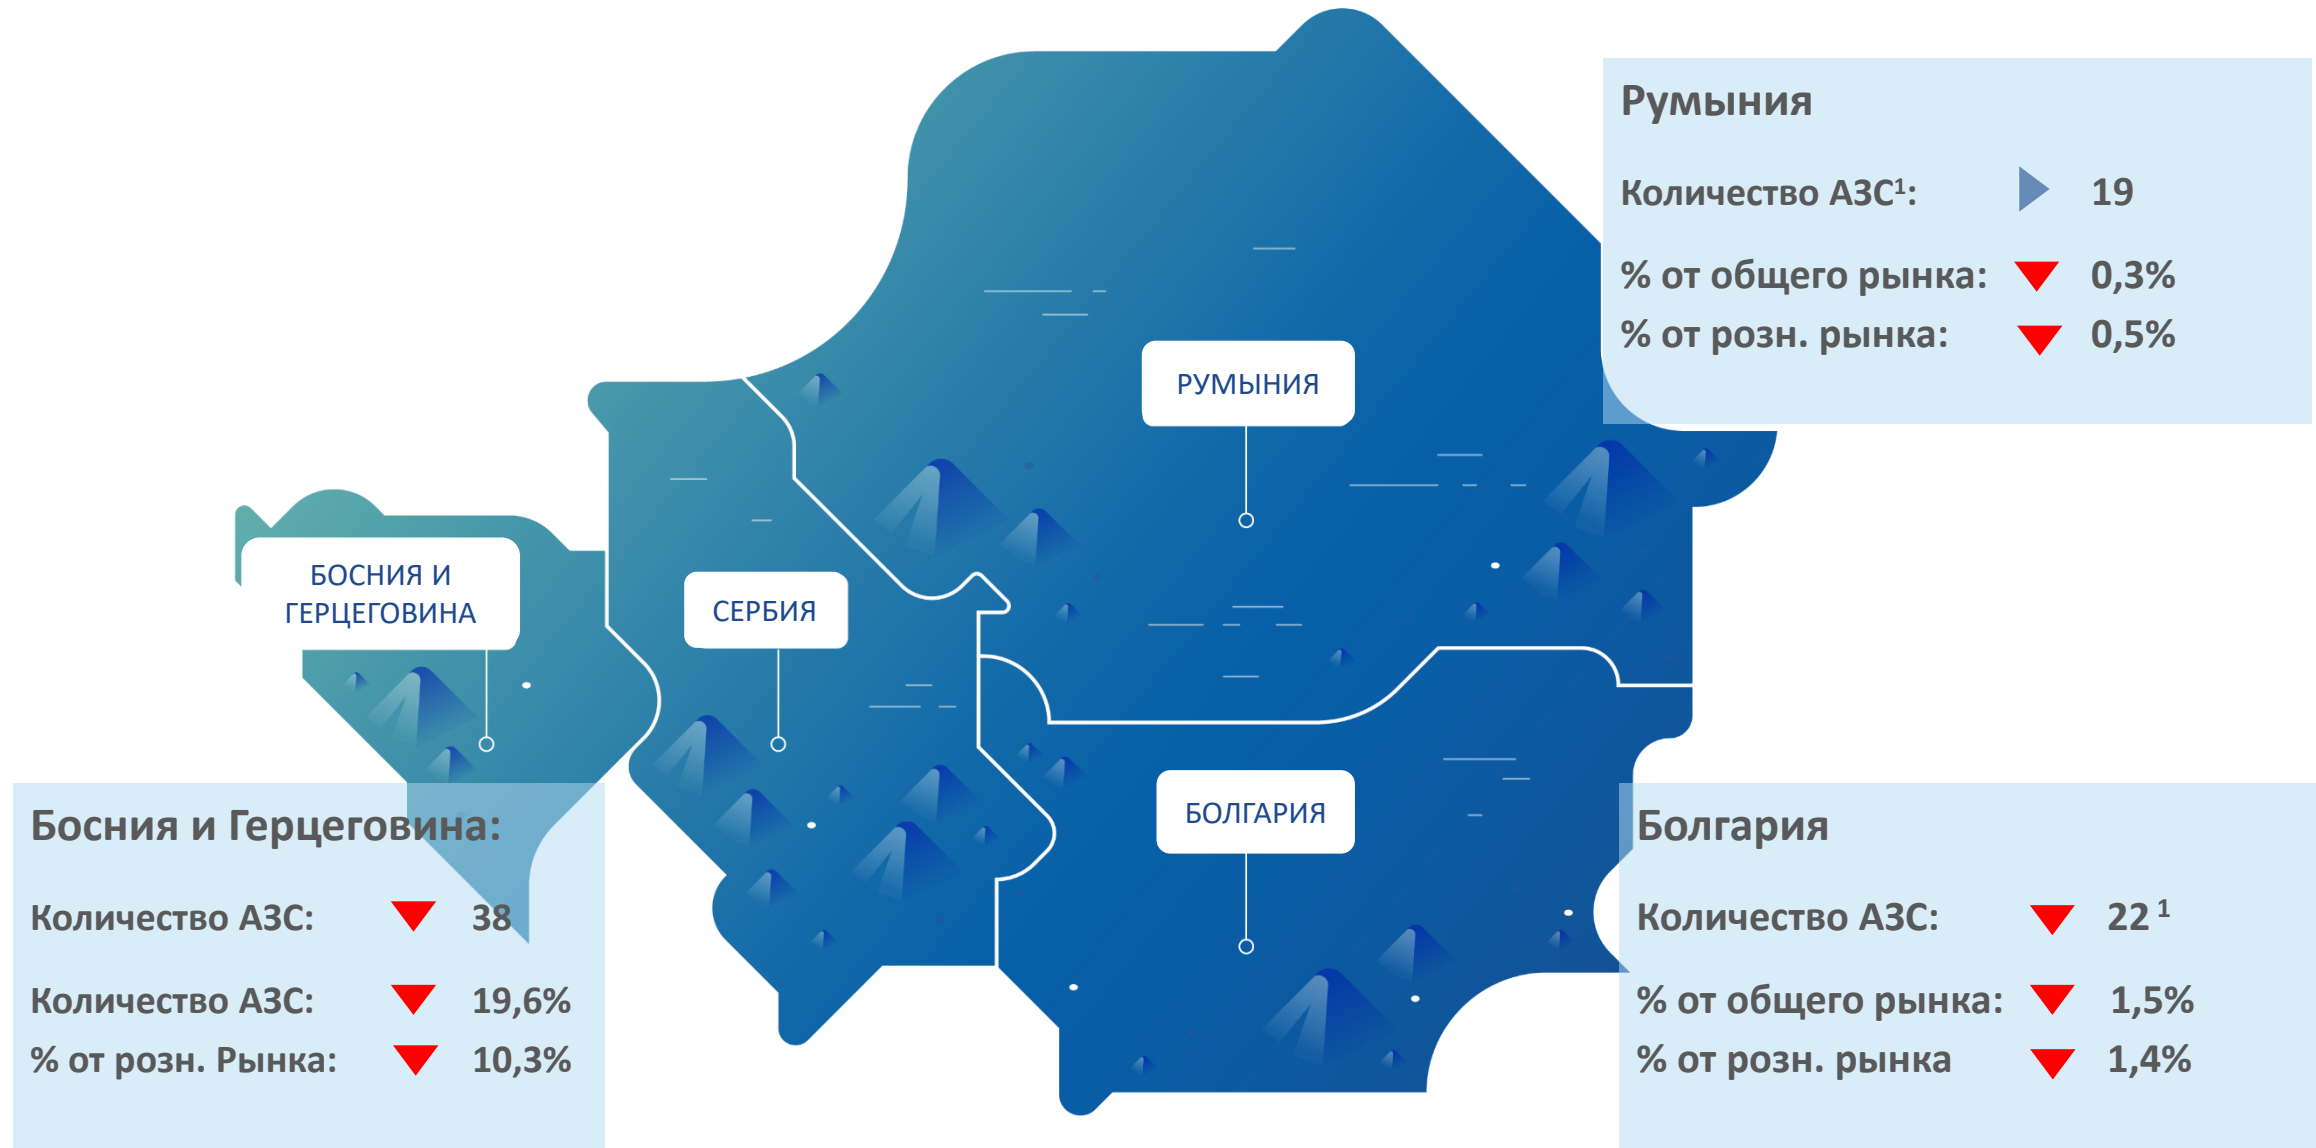 Румыния
Количество АЗС¹: 19
% от общего рынка: 0,3%
% от розн. рынка: 0,5%
РУМЫНИЯ
БОСНИЯ И
ГЕРЦЕГОВИНА
СЕРБИЯ
БОЛГАРИЯ
Босния и Герцеговина:
Количество АЗС: 38
Количество АЗС: 19,6%
% от розн. Рынка: 10,3%
Болгария
Количество АЗС: 22 ¹
% от общего рынка: 1,5%
% от розн. рынка 1,4%